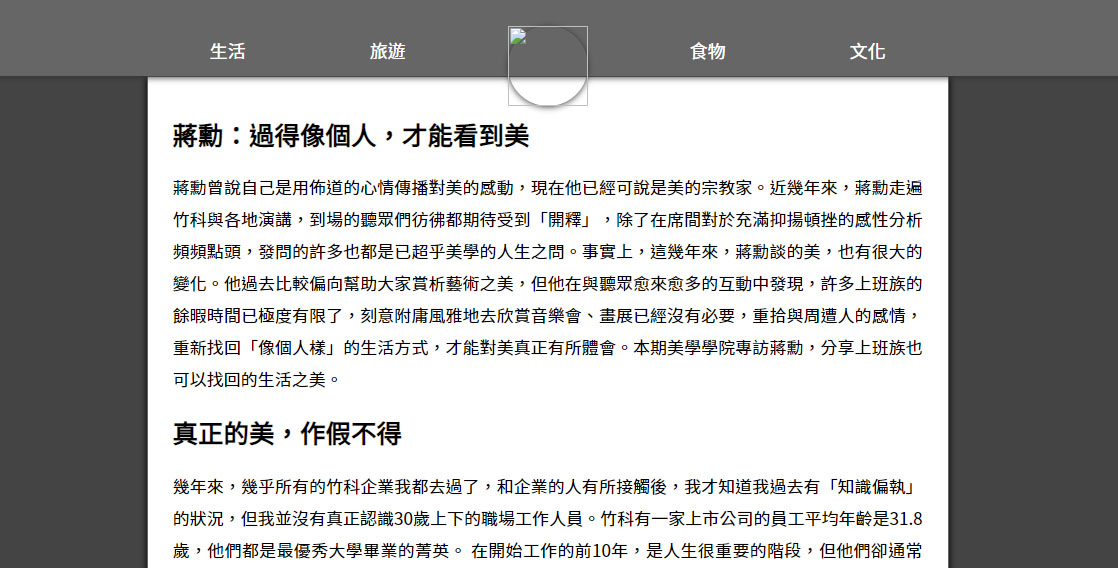 生活 旅遊 食物 文化
蔣勳：過得像個人，才能看到美
蔣勳曾說自己是用佈道的心情傳播對美的感動，現在他已經可說是美的宗教家。近幾年來，蔣勳走遍
竹科與各地演講，到場的聽眾們彷彿都期待受到「開釋」，除了在席間對於充滿抑揚頓挫的感性分析
頻頻點頭，發問的許多也都是已超乎美學的人生之問。事實上，這幾年來，蔣勳談的美，也有很大的
變化。他過去比較偏向幫助大家賞析藝術之美，但他在與聽眾愈來愈多的互動中發現，許多上班族的
餘暇時間已極度有限了，刻意附庸風雅地去欣賞音樂會、畫展已經沒有必要，重拾與周遭人的感情，
重新找回「像個人樣」的生活方式，才能對美真正有所體會。本期美學學院專訪蔣勳，分享上班族也
可以找回的生活之美。
真正的美，作假不得
幾年來，幾乎所有的竹科企業我都去過了，和企業的人有所接觸後，我才知道我過去有「知識偏執」
的狀況，但我並沒有真正認識30歲上下的職場工作人員。竹科有一家上市公司的員工平均年齡是31.8
歲，他們都是最優秀大學畢業的菁英。 在開始工作的前10年，是人生很重要的階段，但他們卻通常